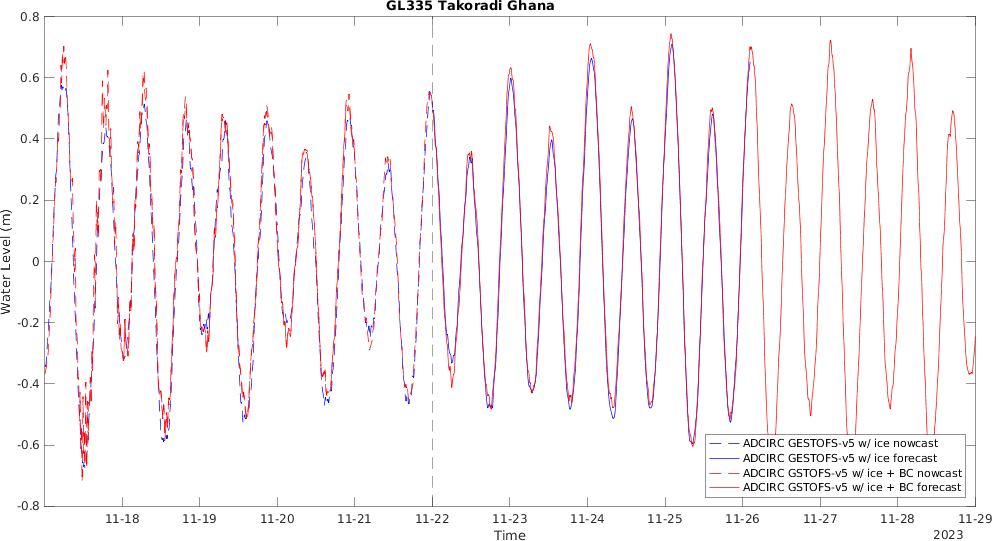 GL335 Takoradi Ghana
0.8
0.6
0.4
0.2
0
-0.2
-0.4
-0.6
-0.8
Water Level (m)
ADCIRC GESTOFS-v5 w/ ice nowcast
ADCIRC GESTOFS-v5 w/ ice forecast
ADCIRC GSTOFS-v5 w/ ice + BC nowcast
ADCIRC GSTOFS-v5 w/ ice + BC forecast
11-18 11-19 11-20 11-21 11-22 11-23 11-24 11-25 11-26 11-27 11-28 11-29
Time
2023